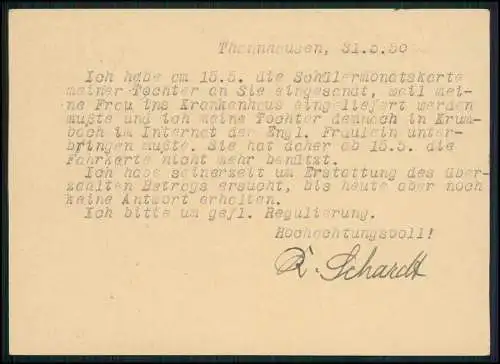 Thannhausen, 31.5.50
Ich habe am 15.5. die Schülermonatskarte
meiner Tochter an Sie eingesandt, weil mei-
ne Frau ins Krankenhaus eingeliefert werden
mußte und ich meine Tochter demnach in Krum-
bach im Internat der Engl. Fräulein unter-
bringen mußte. Sie hat daher ab 15.5. die
Fahrkarte nicht mehr benützt.
Ich habe seinerzeit um Erstattung des über-
zahlten Betrags ersucht, bis heute aber noch
keine Antwort erhalten.
Ich bitte um gefl. Regulierung.
Hochachtungsvoll!
R. Schardt